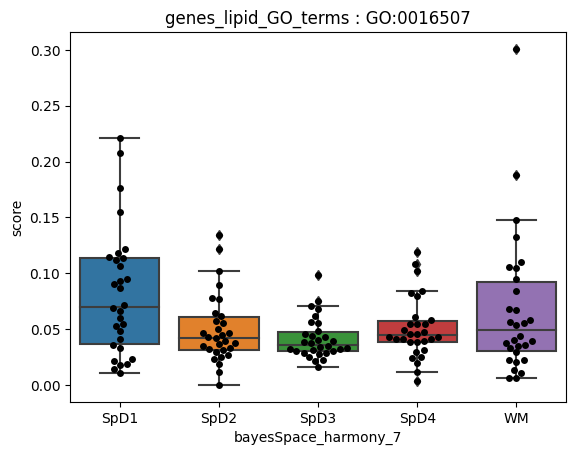 genes_lipid_GO_terms : GO:0016507
score
0.30
0.25
0.20
0.15
0.10
0.05
0.00
SpD1 SpD2 SpD3 SpD4 WM
bayesSpace_harmony_7